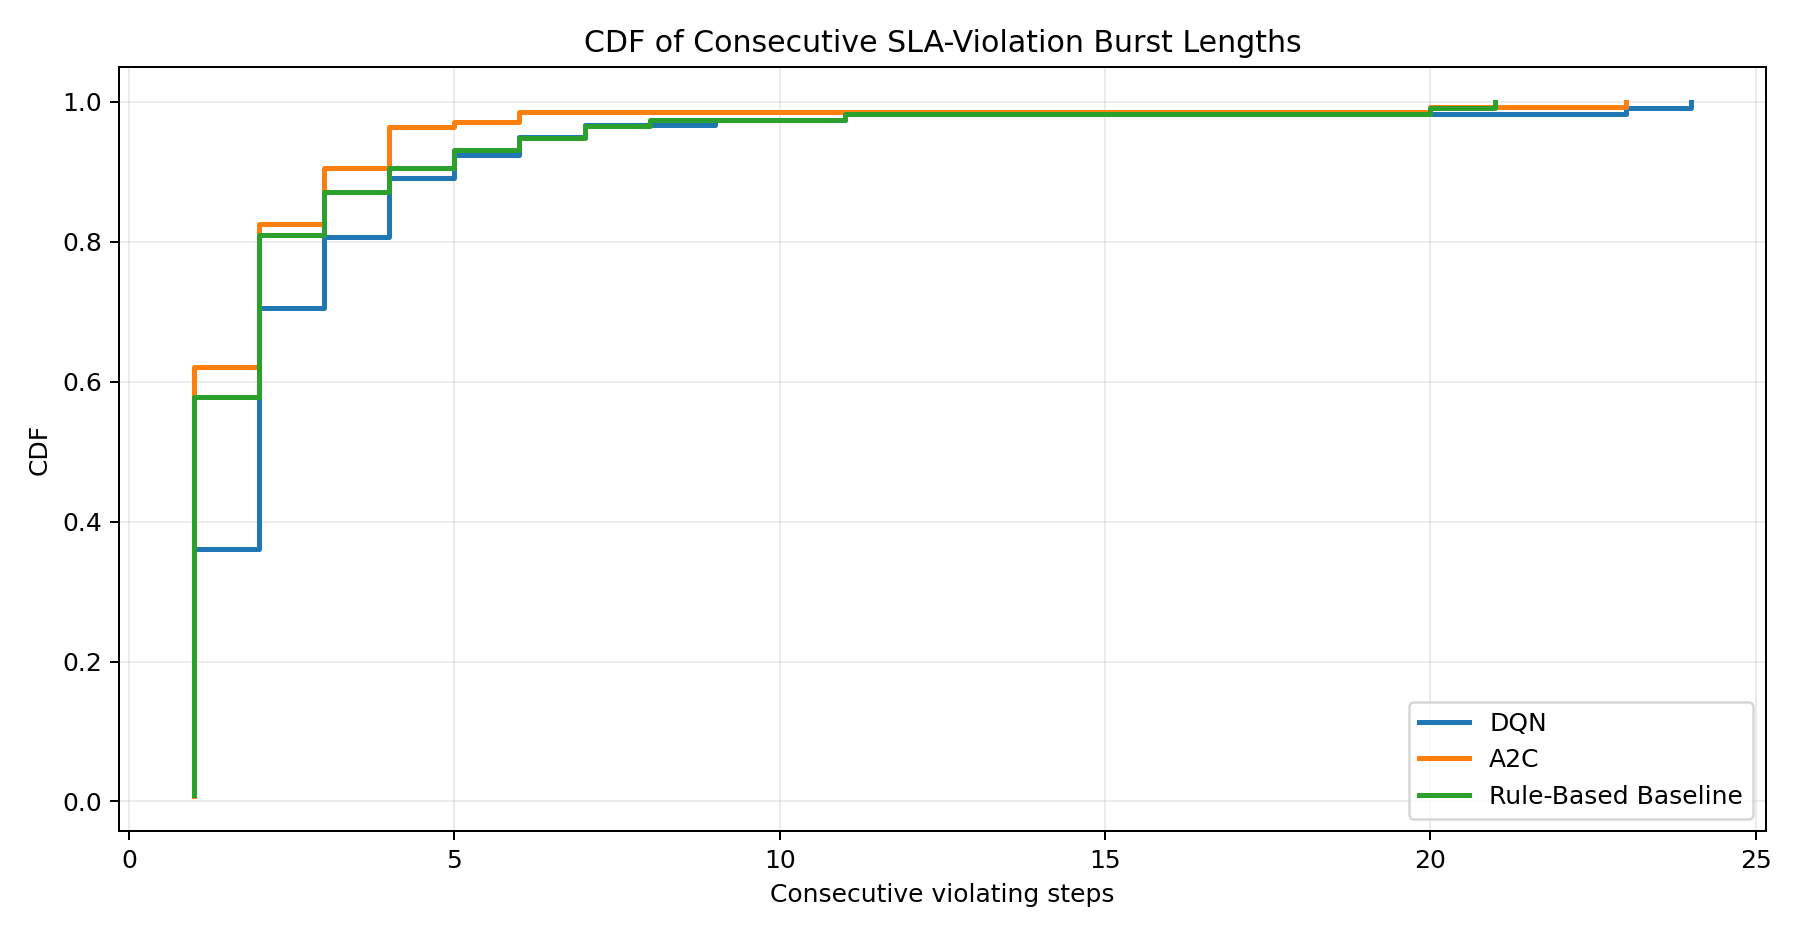 CDF of Consecutive SLA-Violation Burst Lengths
1.0
0.8
0.6
0.4
0.2
0.0
CDF
0 5 10 15 20 25
Consecutive violating steps
DQN
A2C
Rule-Based Baseline